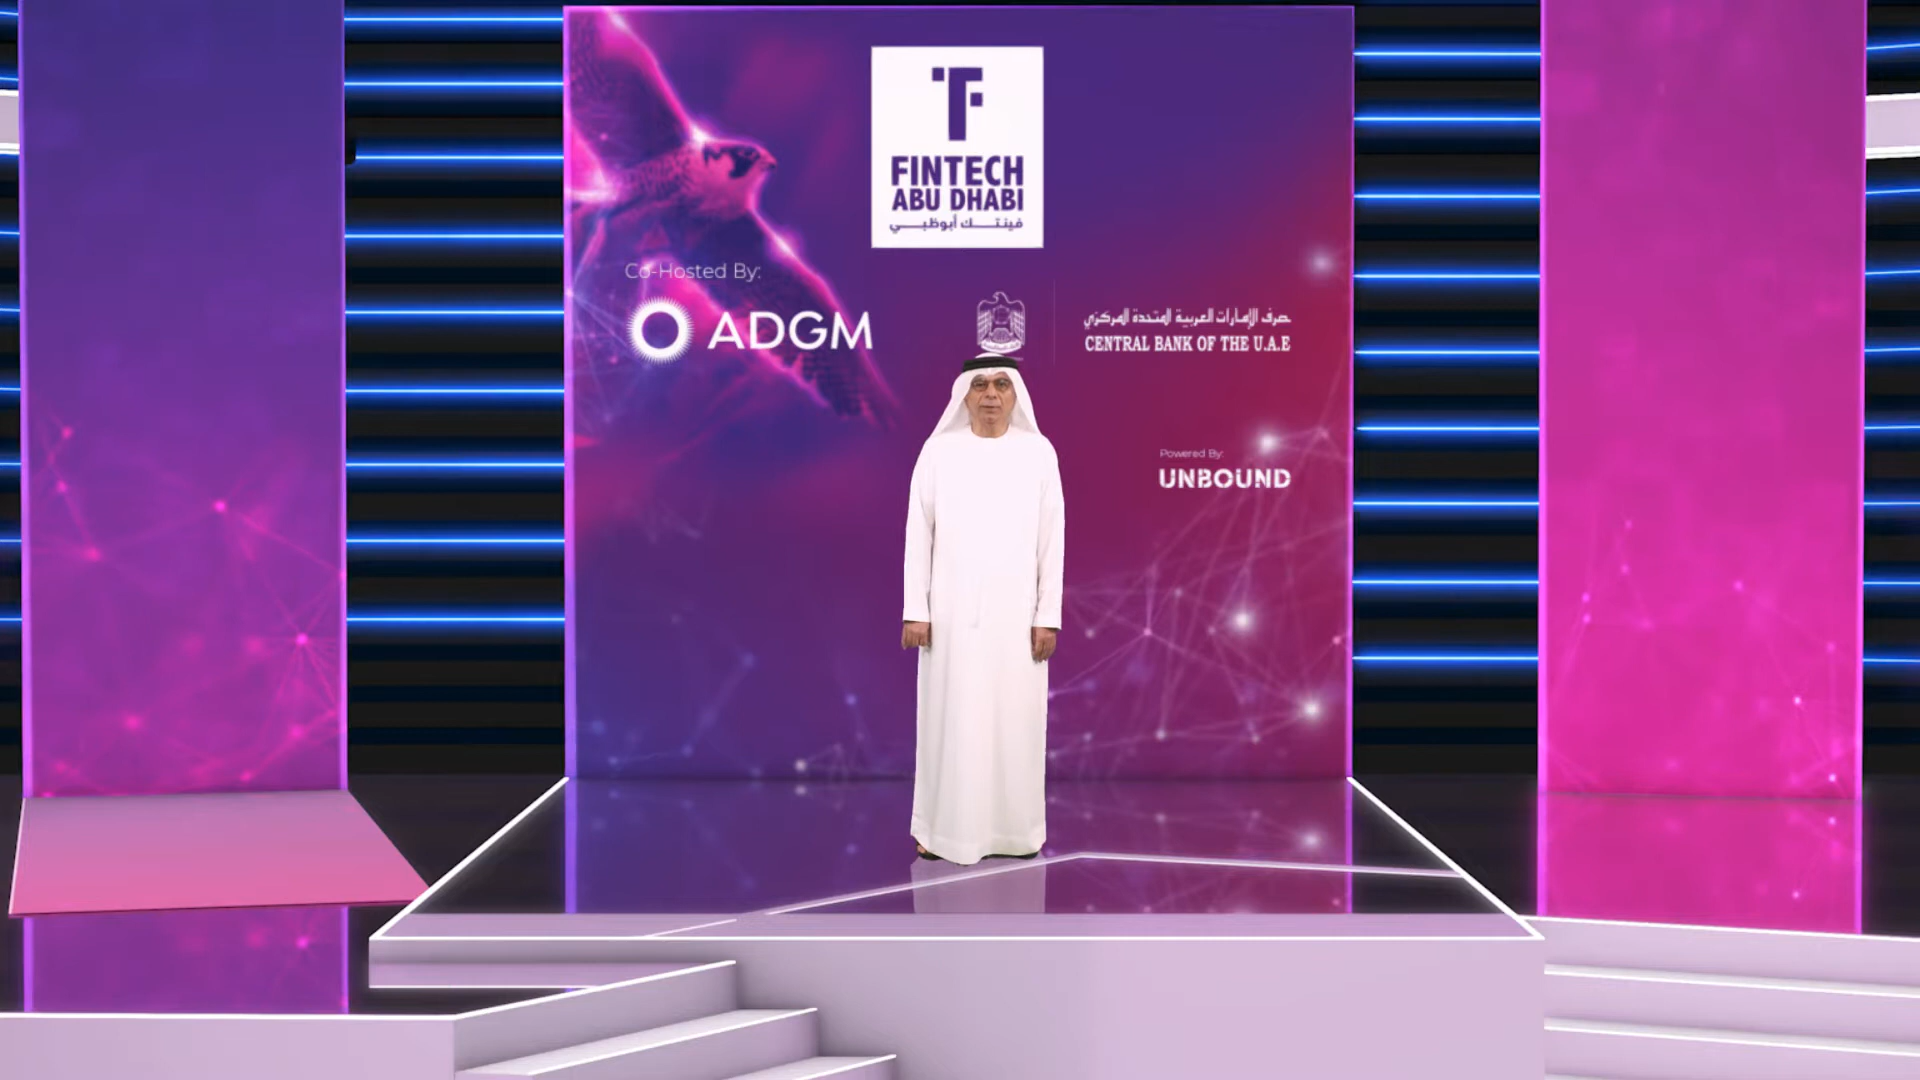 FINTECH
ABU DHABI
فينتك أبوظبي
Co-Hosted By:
ADGM
مصرف الإمارات العربية المتحدة المركزي
CENTRAL BANK OF THE U.A.E
Powered By:
UNBOUND